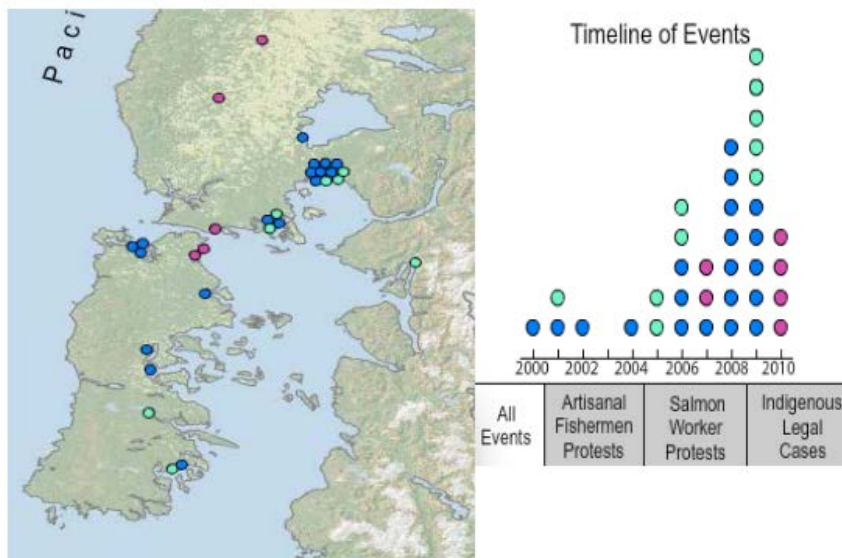 Paci
Timeline of Events
2000 2002 2004 2006 2008 2010
All
Events
Artisanal
Fishermen
Protests
Salmon
Worker
Protests
Indigenous
Legal
Cases